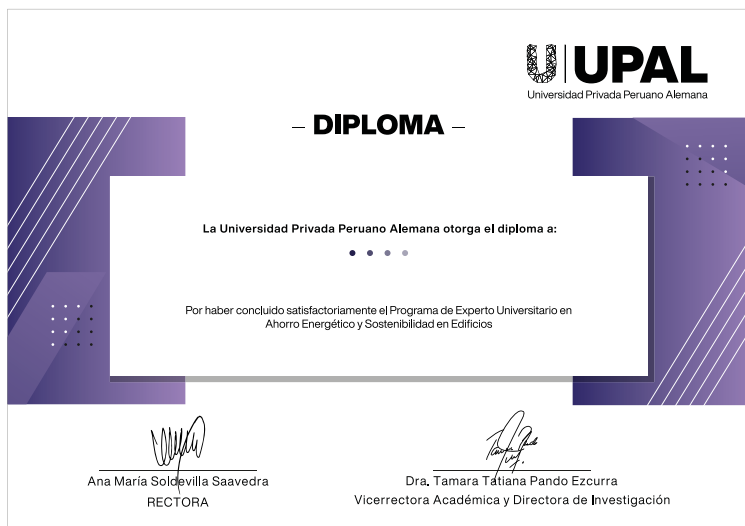 UPAL
Universidad Privada Peruano Alemana
– DIPLOMA –
La Universidad Privada Peruano Alemana otorga el diploma a:
Por haber concluido satisfactoriamente el Programa de Experto Universitario en
Ahorro Energético y Sostenibilidad en Edificios
Ana María Soldevilla Saavedra
RECTORA
Dra. Tamara Tatiana Pando Ezcurra
Vicerrectora Académica y Directora de Investigación